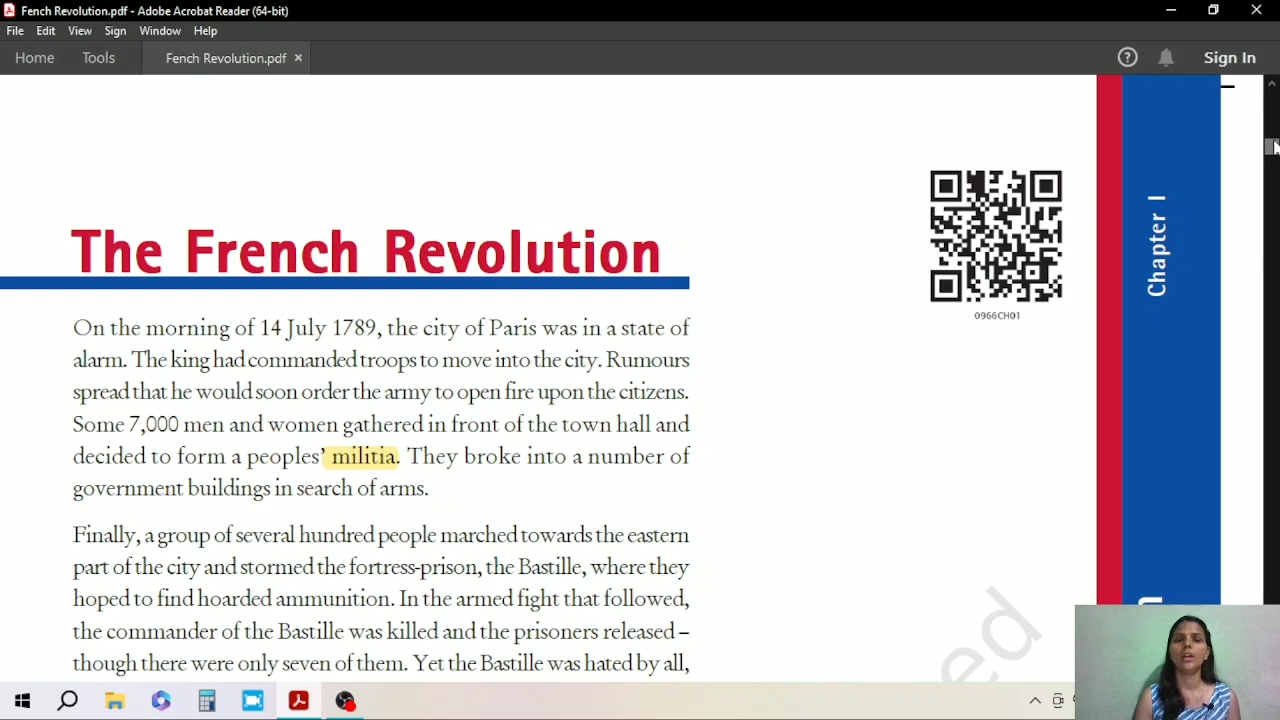 Fench Revolution.pdf - Adobe Acrobat Reader (64-bit)
File Edit View Sign Window Help
Home Tools Fench Revolution.pdf × Sign In
Chapter I
The French Revolution
0966CH01
On the morning of 14 July 1789, the city of Paris was in a state of
alarm. The king had commanded troops to move into the city. Rumours
spread that he would soon order the army to open fire upon the citizens.
Some 7,000 men and women gathered in front of the town hall and
decided to form a peoples’ militia. They broke into a number of
government buildings in search of arms.
Finally, a group of several hundred people marched towards the eastern
part of the city and stormed the fortress-prison, the Bastille, where they
hoped to find hoarded ammunition. In the armed fight that followed,
the commander of the Bastille was killed and the prisoners released –
though there were only seven of them. Yet the Bastille was hated by all,
ed